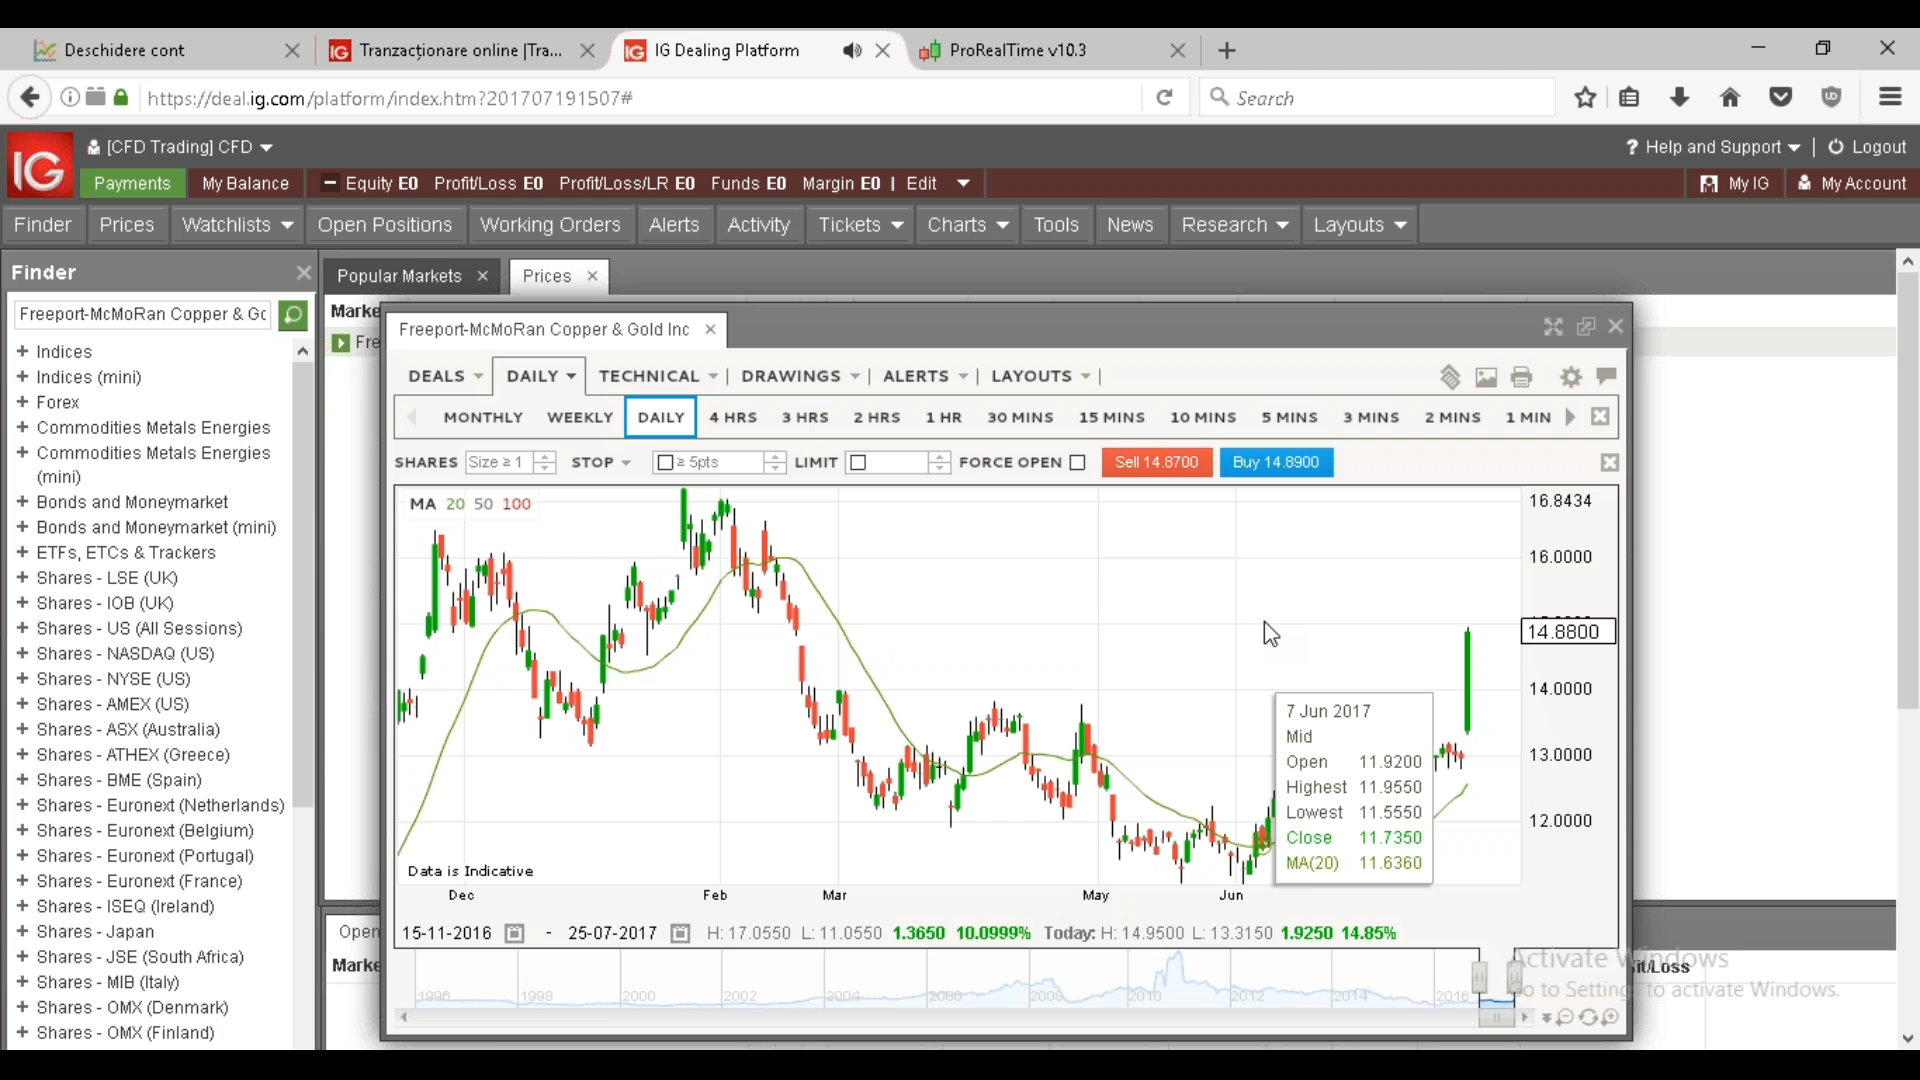 Deschidere cont
Tranzacționare online |Tra...
IG Dealing Platform
ProRealTime v10.3
https://deal.ig.com/platform/index.htm?201707191507#
Search
IG
[CFD Trading] CFD
Help and Support
Logout
Payments
My Balance
Equity E0 Profit/Loss E0 Profit/Loss/LR E0 Funds E0 Margin E0 | Edit
My IG
My Account
Finder Prices Watchlists Open Positions Working Orders Alerts Activity Tickets Charts Tools News Research Layouts
Finder
Popular Markets
Prices
Freeport-McMoRan Copper & Gc
Marke
Fre
+ Indices
+ Indices (mini)
+ Forex
+ Commodities Metals Energies
+ Commodities Metals Energies
(mini)
+ Bonds and Moneymarket
+ Bonds and Moneymarket (mini)
+ ETFs, ETCs & Trackers
+ Shares - LSE (UK)
+ Shares - IOB (UK)
+ Shares - US (All Sessions)
+ Shares - NASDAQ (US)
+ Shares - NYSE (US)
+ Shares - AMEX (US)
+ Shares - ASX (Australia)
+ Shares - ATHEX (Greece)
+ Shares - BME (Spain)
+ Shares - Euronext (Netherlands)
+ Shares - Euronext (Belgium)
+ Shares - Euronext (Portugal)
+ Shares - Euronext (France)
+ Shares - ISEQ (Ireland)
+ Shares - Japan
+ Shares - JSE (South Africa)
+ Shares - MIB (Italy)
+ Shares - OMX (Denmark)
+ Shares - OMX (Finland)
Freeport-McMoRan Copper & Gold Inc
DEALS DAILY TECHNICAL DRAWINGS ALERTS LAYOUTS
MONTHLY WEEKLY DAILY 4 HRS 3 HRS 2 HRS 1 HR 30 MINS 15 MINS 10 MINS 5 MINS 3 MINS 2 MINS 1 MIN
SHARES Size ≥ 1 STOP ≥ 5pts LIMIT FORCE OPEN Sell 14.8700 Buy 14.8900
MA 20 50 100
16.8434
16.0000
14.8800
14.0000
13.0000
12.0000
7 Jun 2017
Mid
Open 11.9200
Highest 11.9550
Lowest 11.5550
Close 11.7350
MA(20) 11.6360
Data is Indicative
Dec Feb Mar May Jun
15-11-2016 - 25-07-2017 H: 17.0550 L: 11.0550 1.3650 10.0999% Today: H: 14.9500 L: 13.3150 1.9250 14.85%
1996 1998 2000 2002 2004 2006 2008 2010 2012 2014 2016
Open
Marke
it/Loss
Activate Windows
Go to Settings to activate Windows.